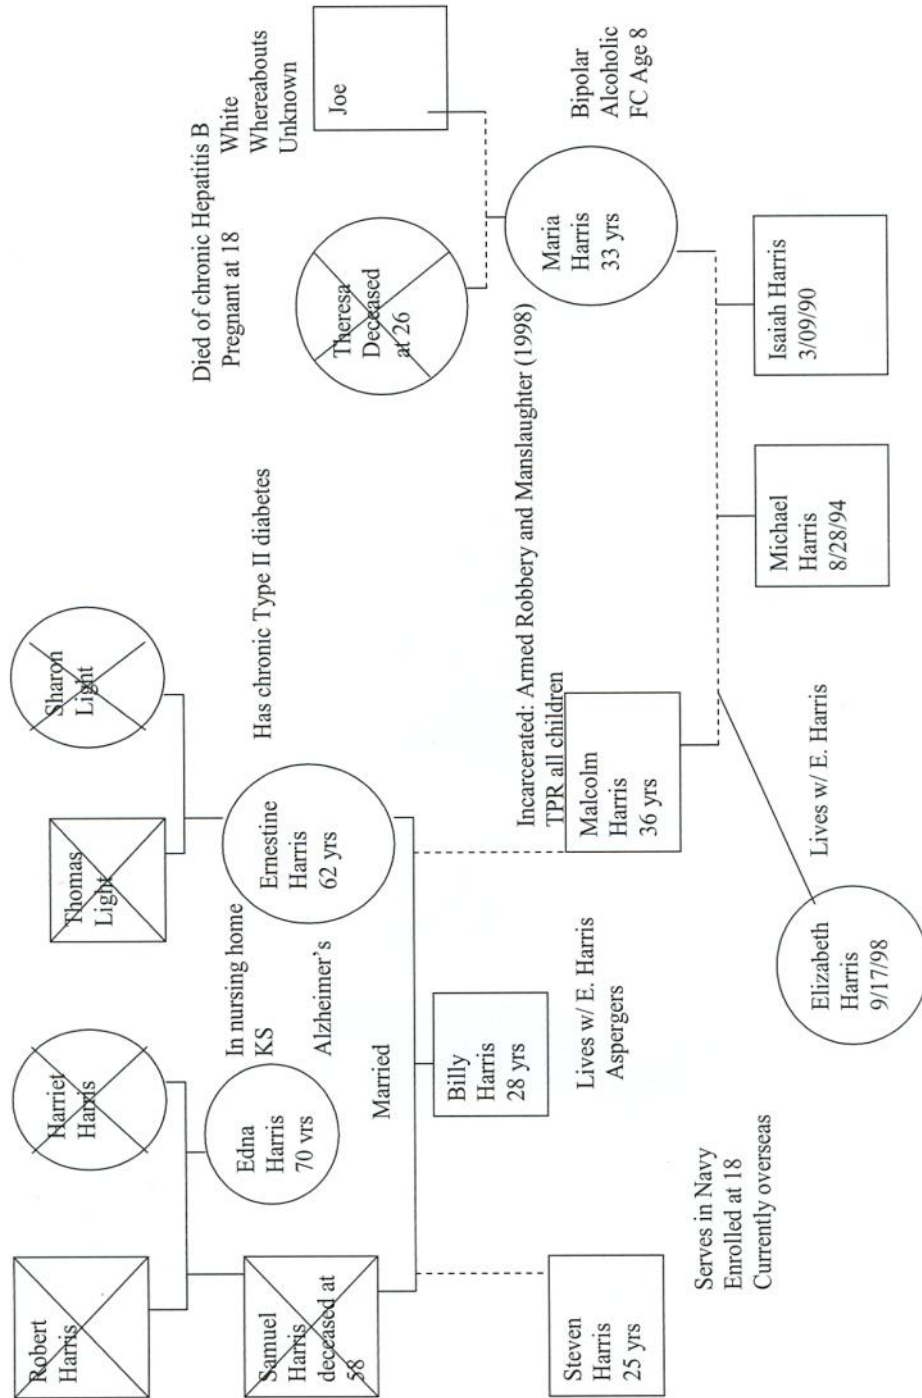 Robert
Harris
Harriet
Harris
Thomas
Light
Sharon
Light
Died of chronic Hepatitis B
Pregnant at 18
White
Whereabouts
Unknown
Samuel
Harris
deceased at
58
Edna
Harris
70 yrs
In nursing home
KS
Alzheimer's
Ernestine
Harris
62 yrs
Has chronic Type II diabetes
Theresa
Deceased
at 26
Joe
Married
Steven
Harris
25 yrs
Serves in Navy
Enrolled at 18
Currently overseas
Billy
Harris
28 yrs
Lives w/ E. Harris
Aspergers
Incarcerated: Armed Robbery and Manslaughter (1998)
TPR all children
Malcolm
Harris
36 yrs
Maria
Harris
33 yrs
Bipolar
Alcoholic
FC Age 8
Elizabeth
Harris
9/17/98
Lives w/ E. Harris
Michael
Harris
8/28/94
Isaiah Harris
3/09/90